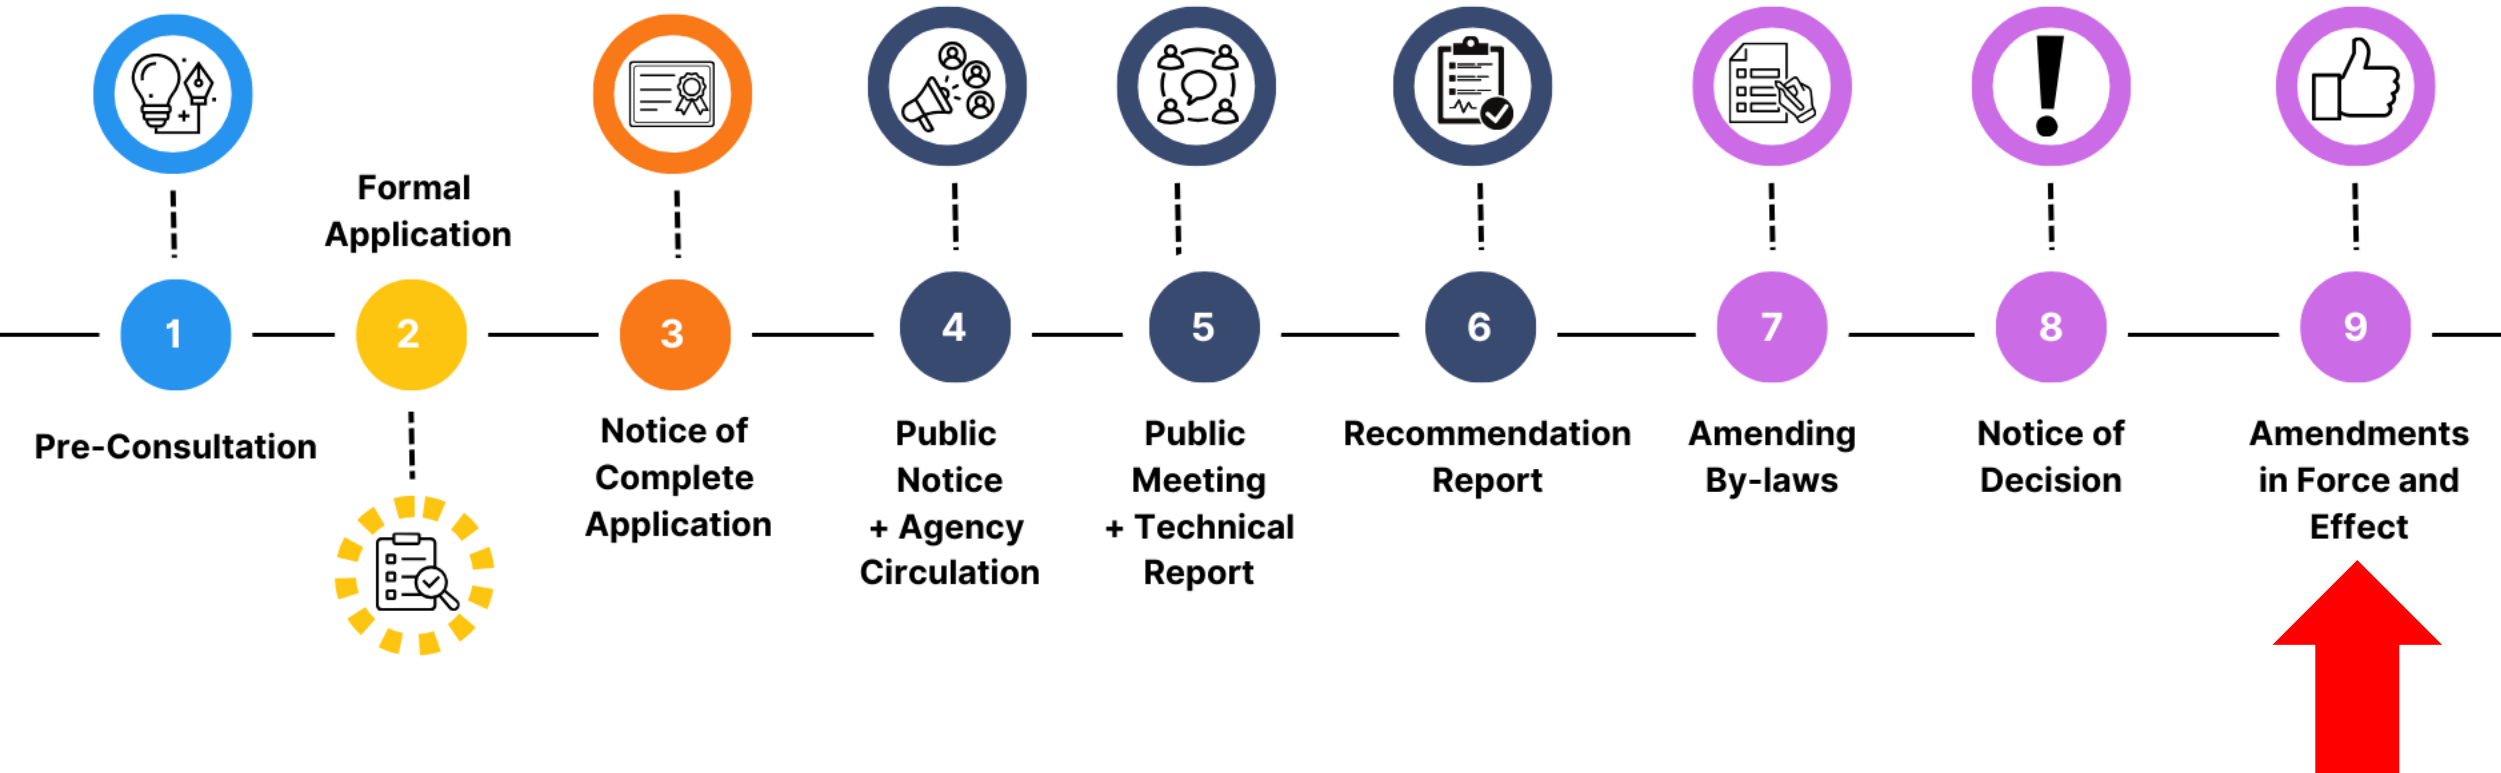 1
Pre-Consultation
Formal
Application
2
3
Notice of
Complete
Application
4
Public
Notice
+ Agency
Circulation
5
Public
Meeting
+ Technical
Report
6
Recommendation
Report
7
Amending
By-laws
8
Notice of
Decision
9
Amendments
in Force and
Effect